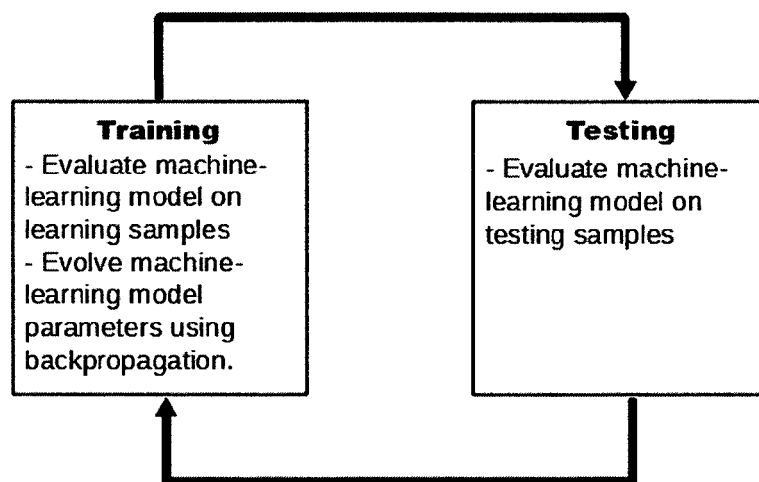 Training
- Evaluate machine-
learning model on
learning samples
- Evolve machine-
learning model
parameters using
backpropagation.
Testing
- Evaluate machine-
learning model on
testing samples